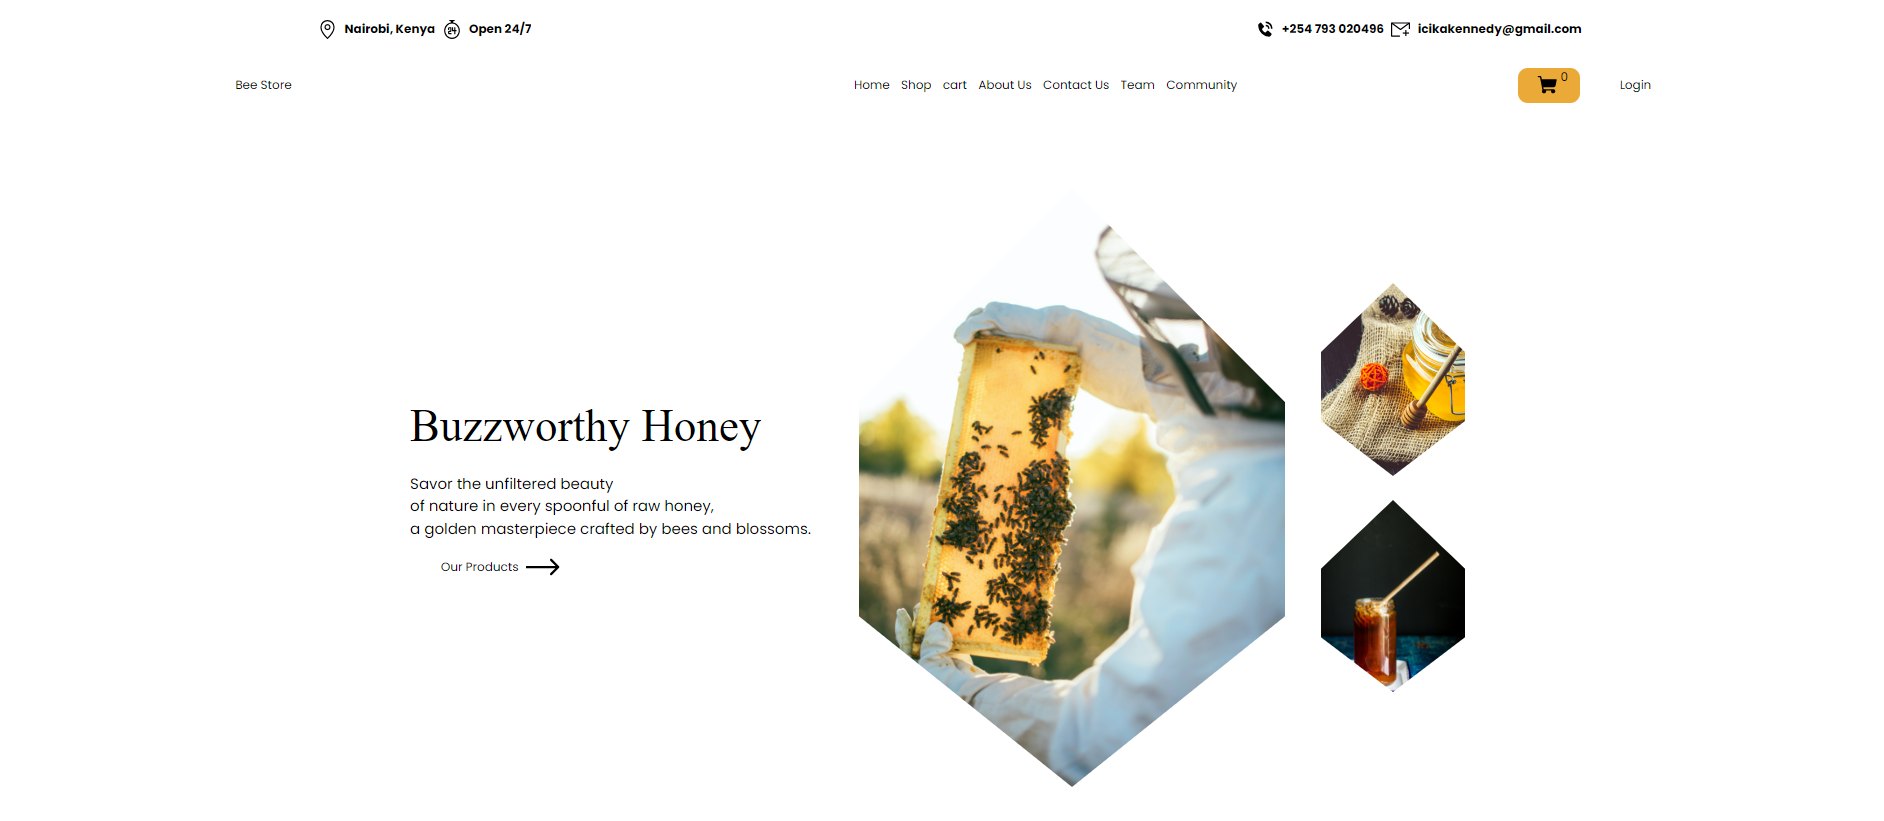 Nairobi, Kenya 24 Open 24/7 +254 793 020496 icikakennedy@gmail.com
Bee Store Home Shop cart About Us Contact Us Team Community 0 Login
Buzzworthy Honey
Savor the unfiltered beauty
of nature in every spoonful of raw honey,
a golden masterpiece crafted by bees and blossoms.
Our Products